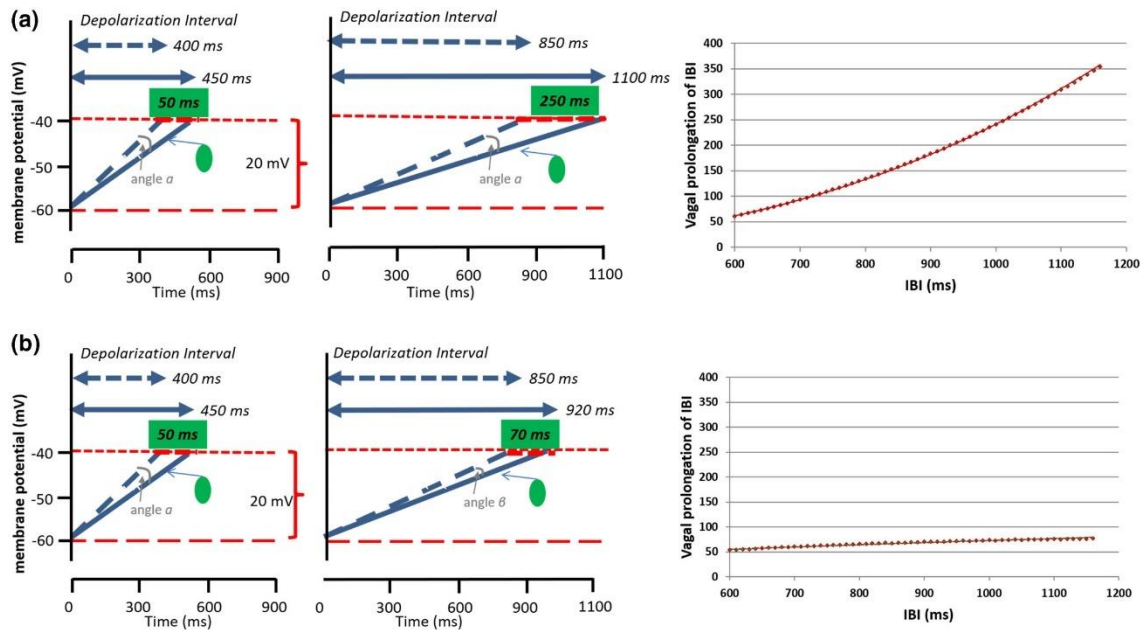 (a)
Depolarization Interval
400 ms
450 ms
50 ms
membrane potential (mV)
-40
-50
-60
20 mV
angle α
0 300 600 900
Time (ms)
Depolarization Interval
850 ms
1100 ms
250 ms
angle α
0 300 600 900 1100
Time (ms)
Vagal prolongation of IBI
400
350
300
250
200
150
100
50
0
600 700 800 900 1000 1100 1200
IBI (ms)
(b)
Depolarization Interval
400 ms
450 ms
50 ms
membrane potential (mV)
-40
-50
-60
20 mV
angle α
0 300 600 900
Time (ms)
Depolarization Interval
850 ms
920 ms
70 ms
angle β
0 300 600 900 1100
Time (ms)
Vagal prolongation of IBI
400
350
300
250
200
150
100
50
0
600 700 800 900 1000 1100 1200
IBI (ms)